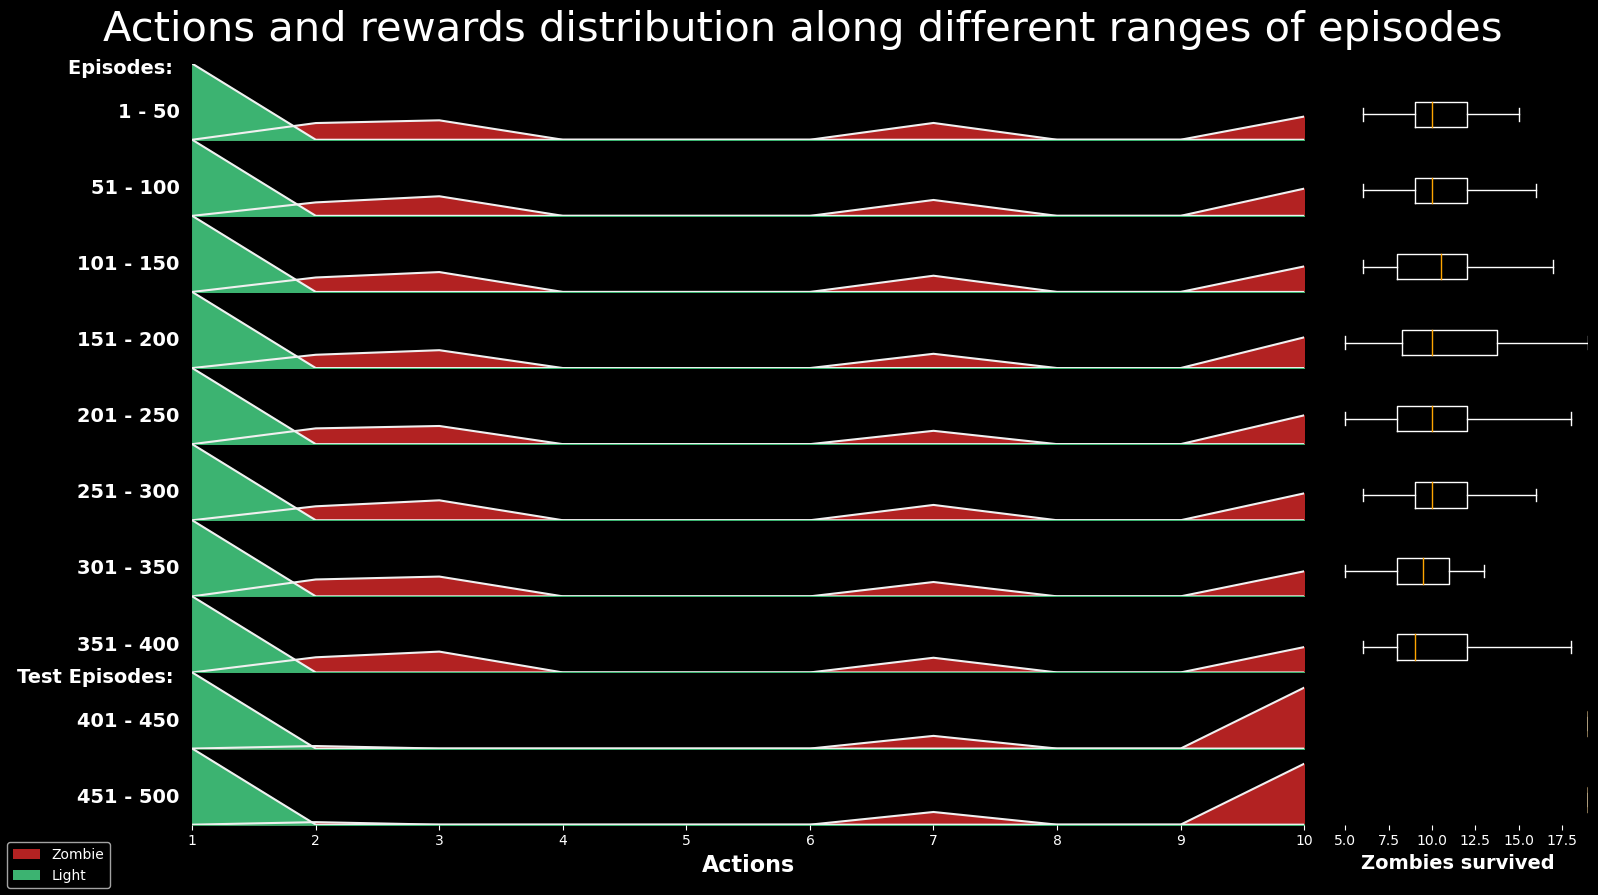 Actions and rewards distribution along different ranges of episodes
Episodes:
1 - 50
51 - 100
101 - 150
151 - 200
201 - 250
251 - 300
301 - 350
351 - 400
Test Episodes:
401 - 450
451 - 500
1 2 3 4 5 6 7 8 9 10
5.0 7.5 10.0 12.5 15.0 17.5
Actions
Zombies survived
Zombie
Light